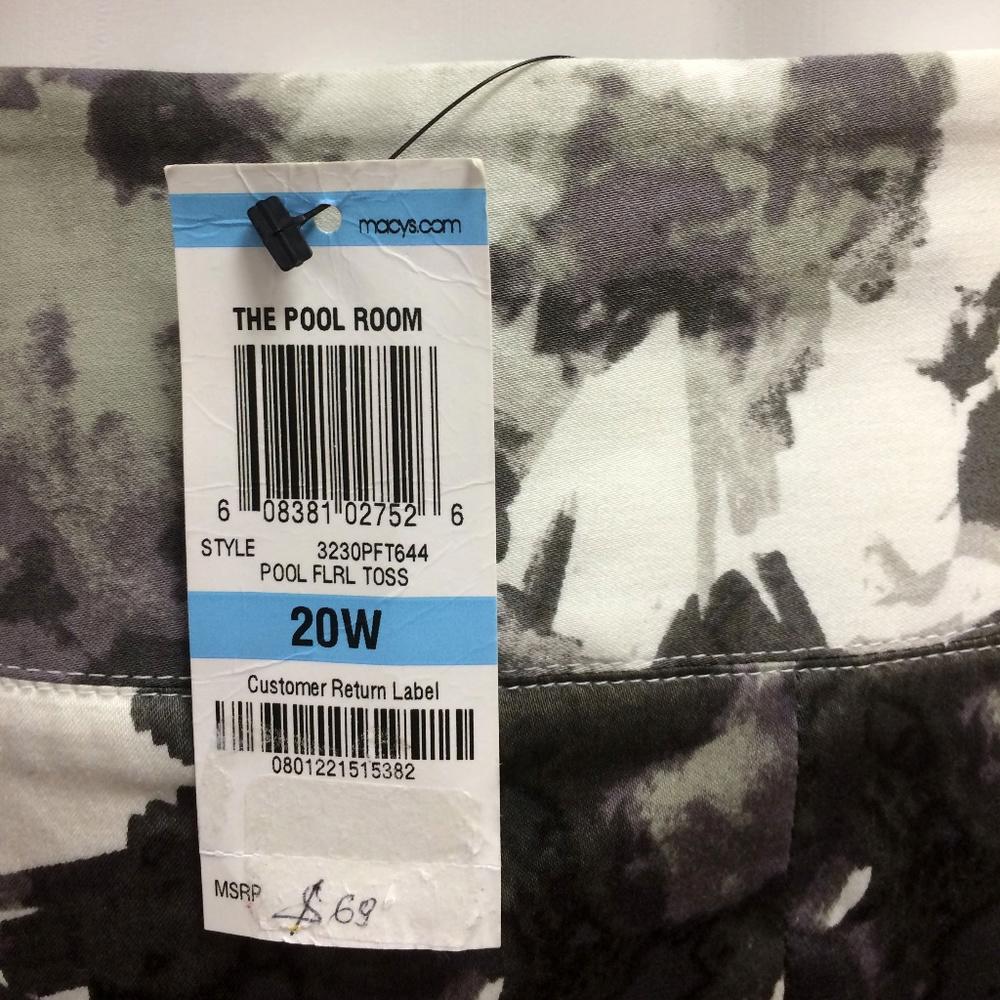 macys.com
THE POOL ROOM
6 08381 02752 6
STYLE 3230PFT644
POOL FLRL TOSS
20W
Customer Return Label
0801221515382
MSRP $69